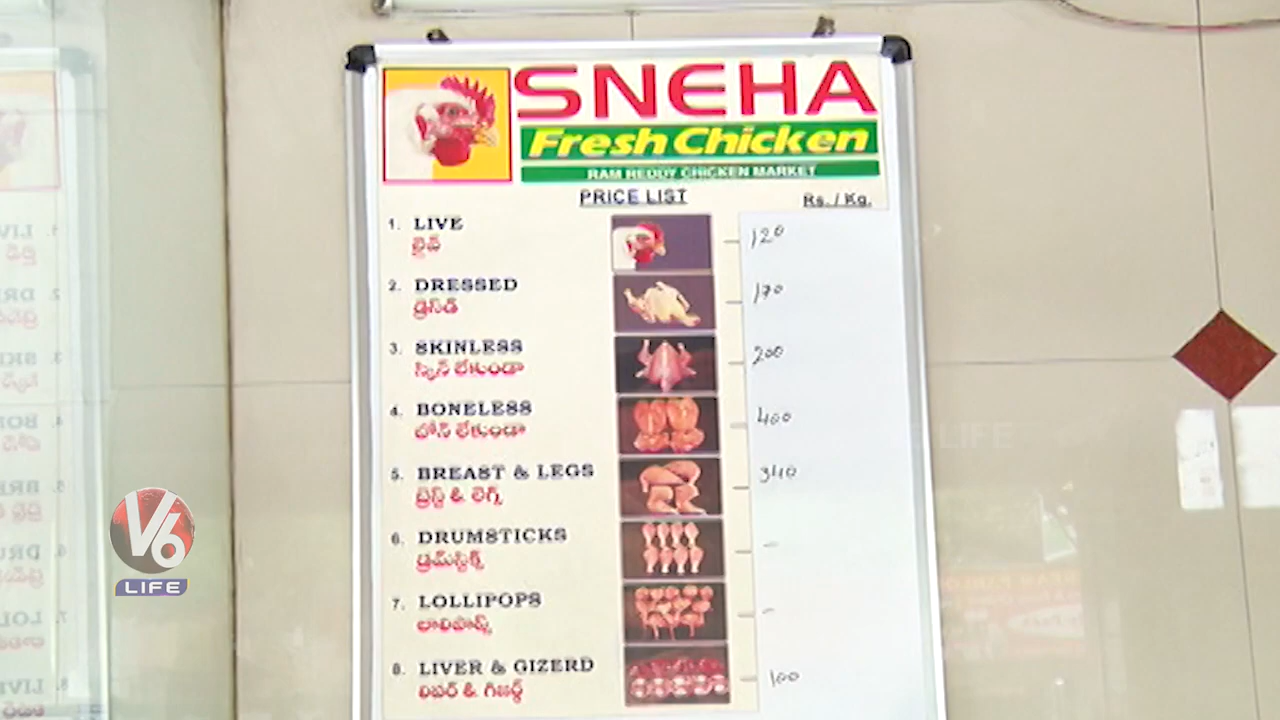 SNEHA
Fresh Chicken
RAM REDDY CHICKEN MARKET
PRICE LIST Rs. / Kg.
1. LIVE 120
లైవ్
2. DRESSED 170
డ్రెసెడ్
3. SKINLESS 200
స్కిన్ లేకుండా
4. BONELESS 400
బోన్ లేకుండా
5. BREAST & LEGS 340
బ్రెస్ట్ & లెగ్స్
6. DRUMSTICKS -
డ్రమ్‌స్టిక్స్
7. LOLLIPOPS -
లాలిపాప్స్
8. LIVER & GIZERD 100
లివర్ & గిజర్డ్
V6
LIFE